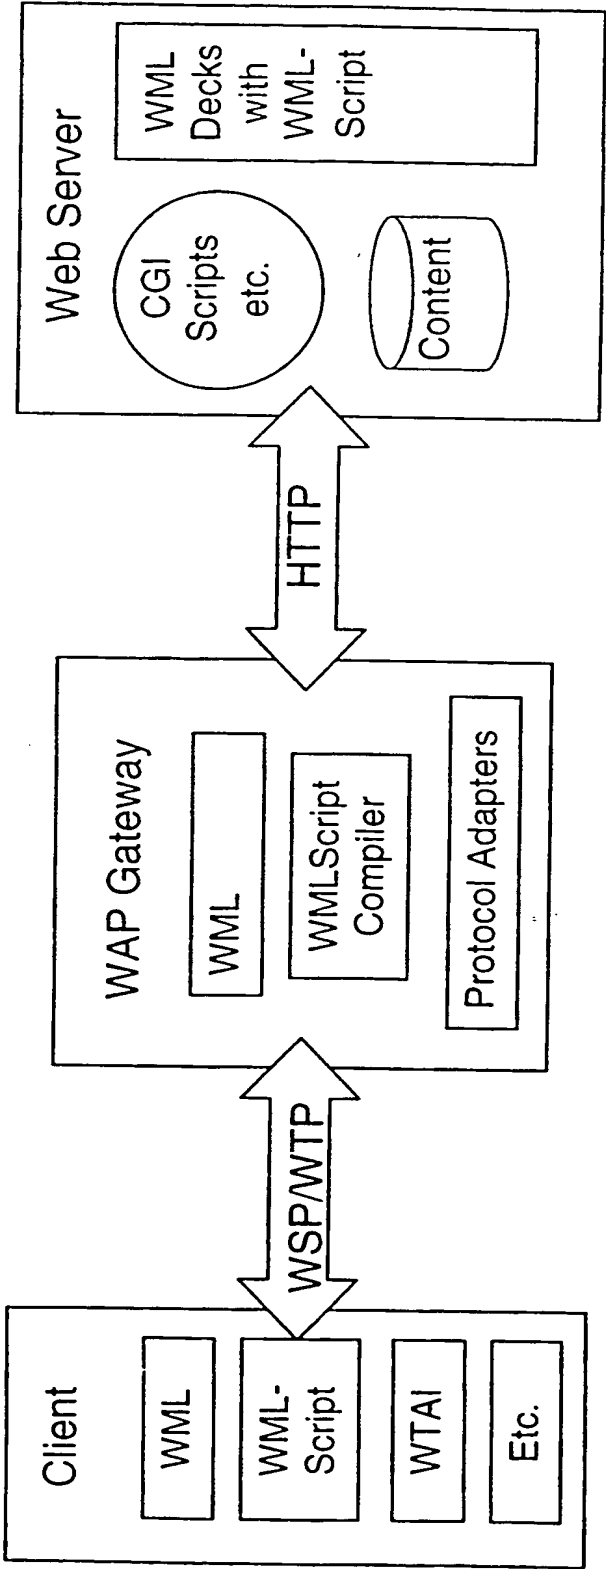 Client
WML
WML-
Script
WTAI
Etc.
WSP/WTP
WAP Gateway
WML
WMLScript
Compiler
Protocol Adapters
HTTP
Web Server
CGI
Scripts
etc.
Content
WML
Decks
with
WML-
Script